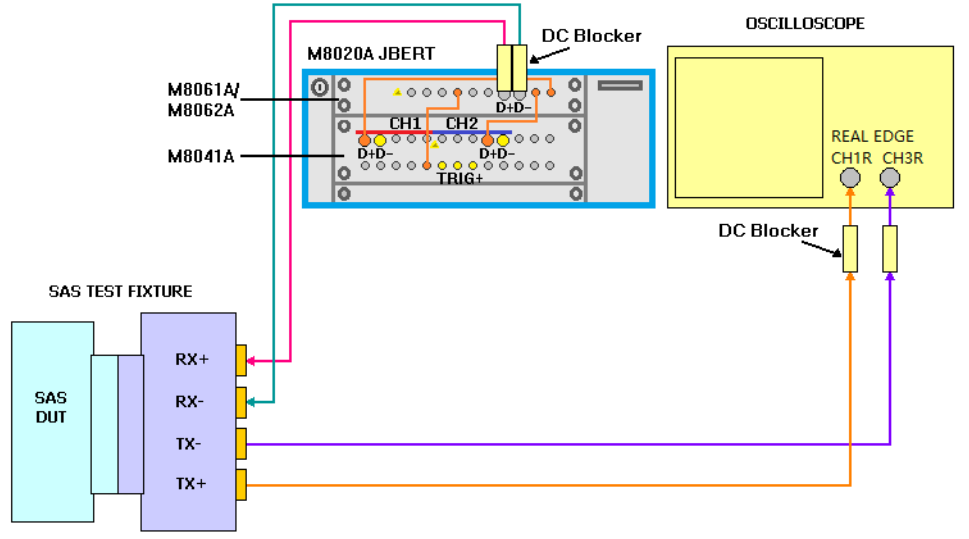 OSCILLOSCOPE
DC Blocker
M8020A JBERT
M8061A/
M8062A
D+D-
CH1 CH2
REAL EDGE
CH1R CH3R
M8041A
D+D- D+D-
TRIG+
DC Blocker
SAS TEST FIXTURE
RX+
SAS
DUT
RX-
TX-
TX+